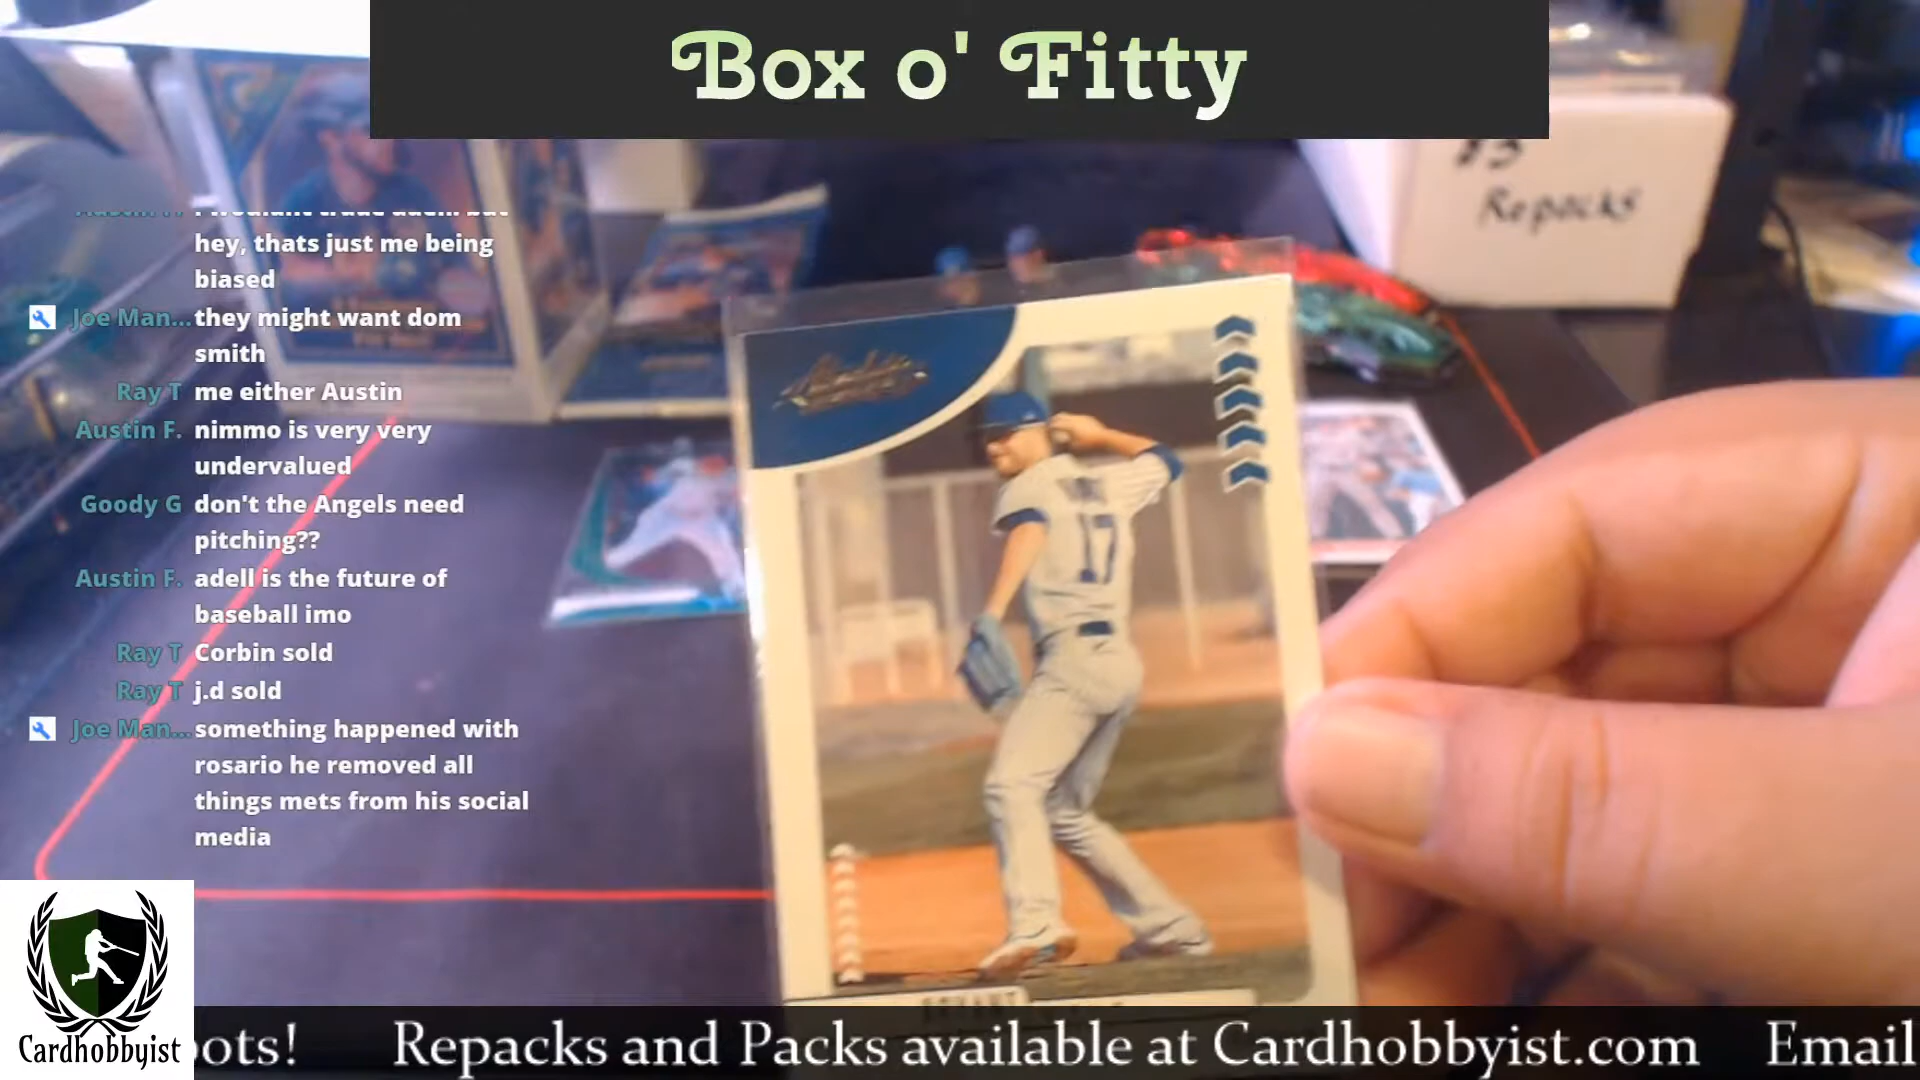 Box o' Fitty
$3
Repacks
hey, thats just me being
biased
Joe Man... they might want dom
smith
Ray T me either Austin
Austin F. nimmo is very very
undervalued
Goody G don't the Angels need
pitching??
Austin F. adell is the future of
baseball imo
Ray T Corbin sold
Ray T j.d sold
Joe Man... something happened with
rosario he removed all
things mets from his social
media
17
Cardhobbyist
oots! Repacks and Packs available at Cardhobbyist.com Email